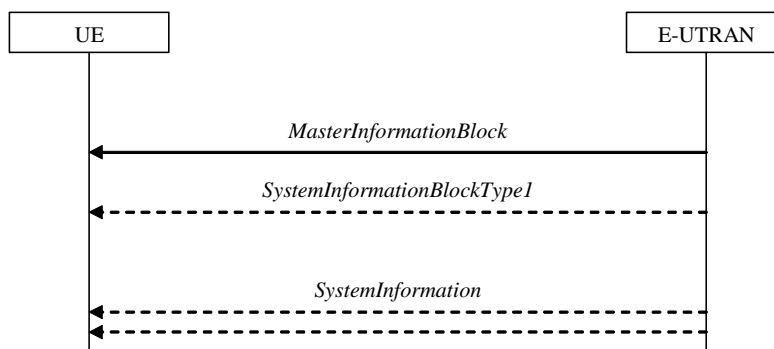 UE
E-UTRAN
MasterInformationBlock
SystemInformationBlockType1
SystemInformation